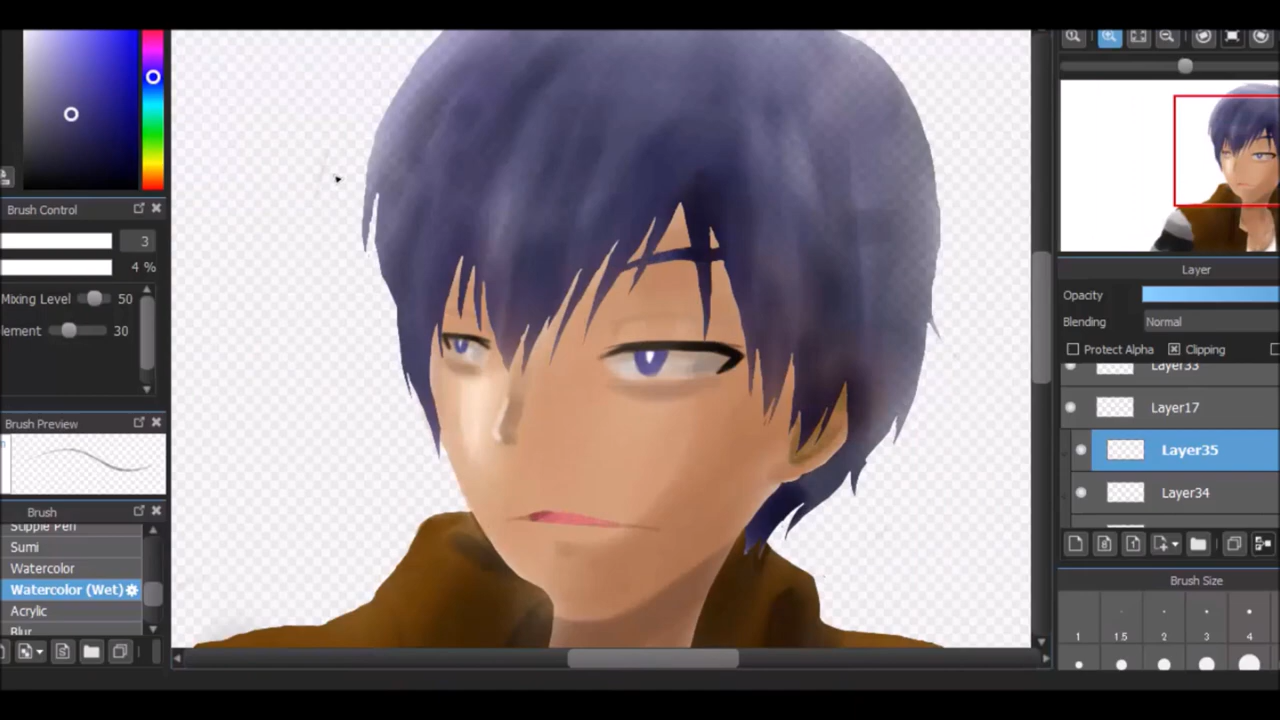 Brush Control
3
4 %
Mixing Level 50
lement 30
Brush Preview
Brush
Supple Pen
Sumi
Watercolor
Watercolor (Wet)
Acrylic
Blur
Layer
Opacity
Blending Normal
Protect Alpha Clipping
Layer33
Layer17
Layer35
Layer34
Brush Size
1 1.5 2 3 4